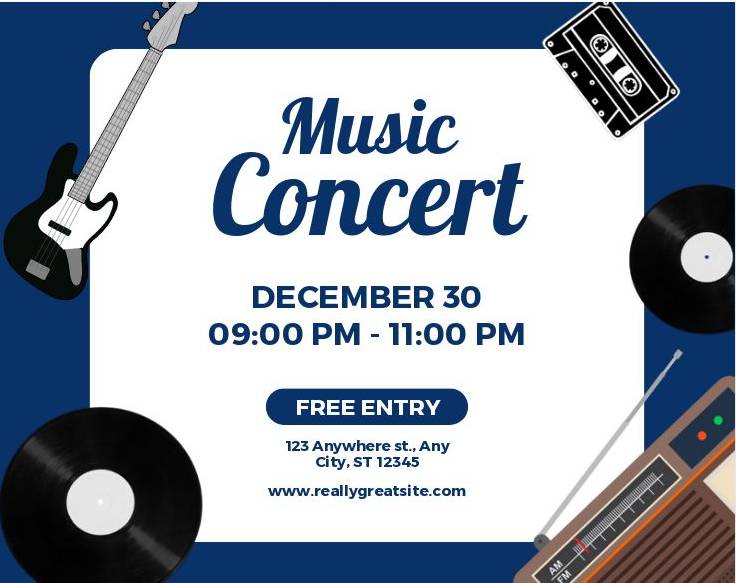 Music
Concert
DECEMBER 30
09:00 PM - 11:00 PM
FREE ENTRY
123 Anywhere st., Any
City, ST 12345
www.reallygreatsite.com
AM
FM